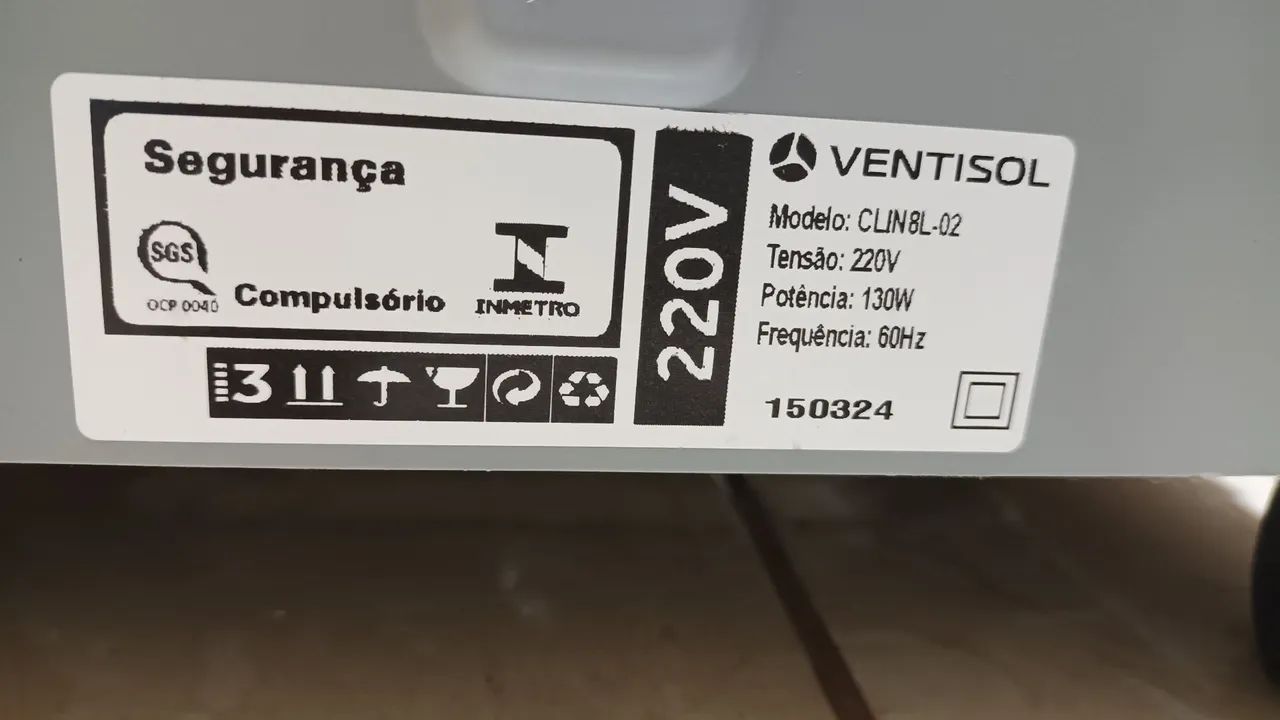 Segurança
SGS
OCP 0040
Compulsório
INMETRO
3
220V
VENTISOL
Modelo: CLIN8L-02
Tensão: 220V
Potência: 130W
Frequência: 60Hz
150324